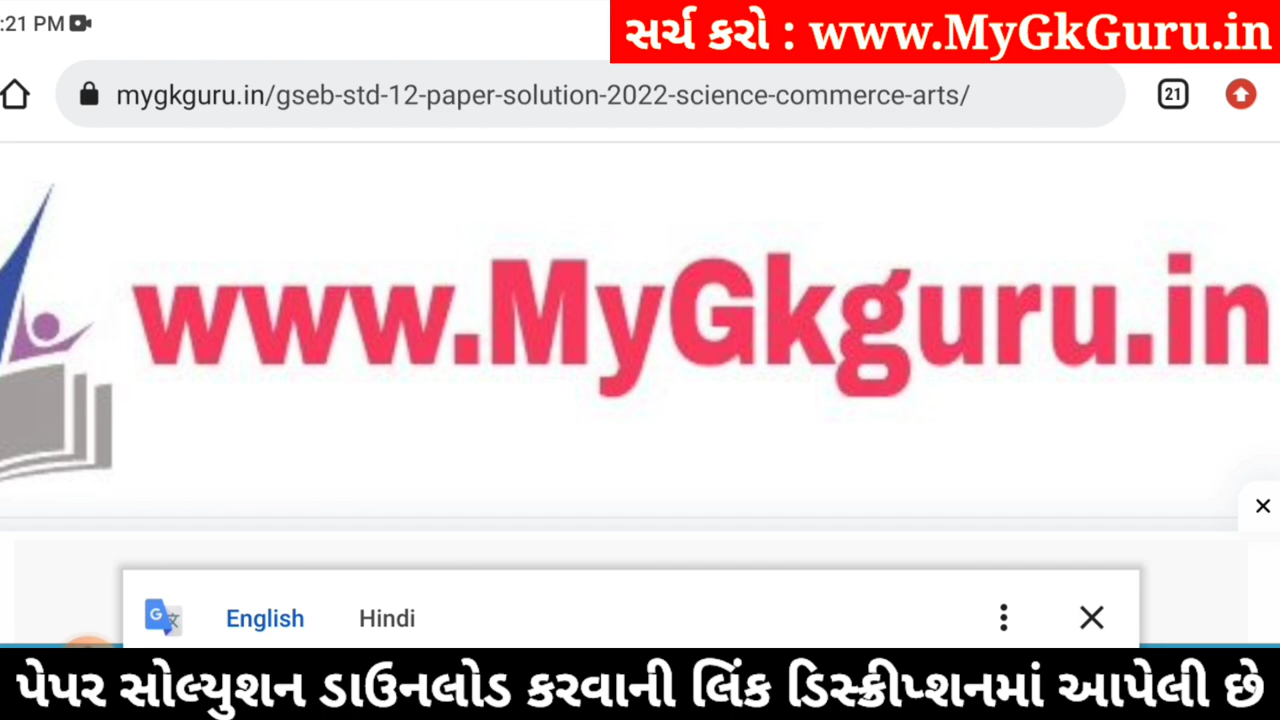 :21 PM
સર્ચ કરો : www.MyGkGuru.in
mygkguru.in/gseb-std-12-paper-solution-2022-science-commerce-arts/
21
www.MyGkguru.in
English Hindi
પેપર સોલ્યુશન ડાઉનલોડ કરવાની લિંક ડિસ્ક્રીપ્શનમાં આપેલી છે